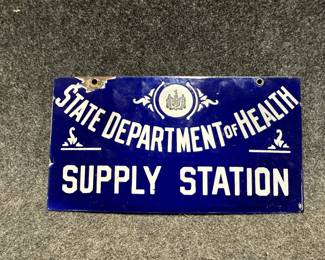 STATE DEPARTMENT OF HEALTH
SUPPLY STATION